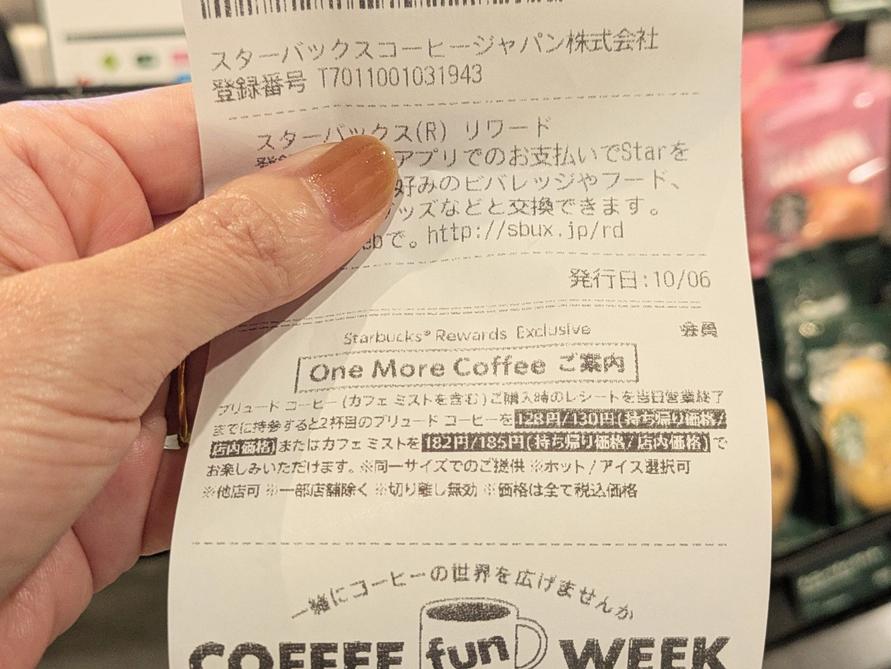 スターバックスコーヒージャパン株式会社
登録番号 T7011001031943
スターバックス(R) リワード
アプリでのお支払いでStarを
好みのビバレッジやフード、
ッズなどと交換できます。
ebで。http://sbux.jp/rd
発行日:10/06
Starbucks® Rewards Exclusive 会員
One More Coffee ご案内
ブリュード コーヒー(カフェ ミストを含む)ご購入時のレシートを当日営業終了
までに持参すると2杯目のブリュード コーヒーを128円/130円(持ち帰り価格/
店内価格)またはカフェ ミストを182円/185円(持ち帰り価格/店内価格)で
お楽しみいただけます。※同一サイズでのご提供 ※ホット/アイス選択可
※他店可 ※一部店舗除く ※切り離し無効 ※価格は全て税込価格
一緒にコーヒーの世界を広げませんか
COFFEE fun WEEK